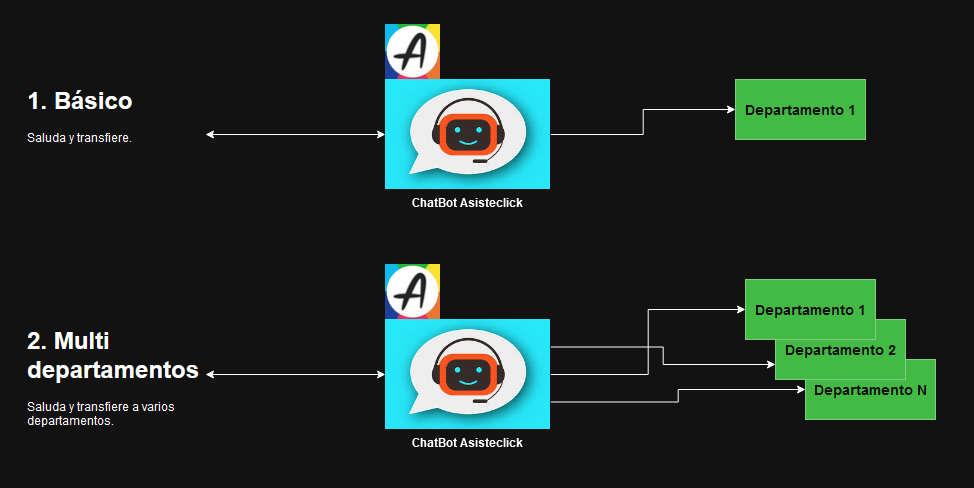 A
1. Básico
Saluda y transfiere.
Departamento 1
ChatBot Asisteclick
A
2. Multi
departamentos
Saluda y transfiere a varios
departamentos.
Departamento 1
Departamento 2
Departamento N
ChatBot Asisteclick